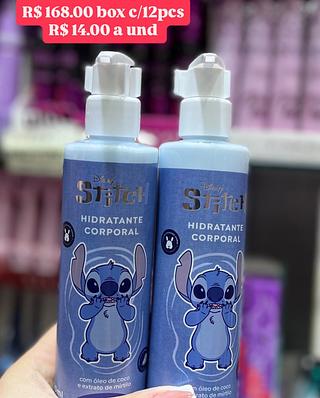 R$ 168.00 box c/12pcs
R$ 14.00 a und
Disney
Stitch
HIDRATANTE
CORPORAL
com óleo de coco
e extrato de mirtilo
Disney
Stitch
HIDRATANTE
CORPORAL
com óleo de coco
e extrato de mirtilo